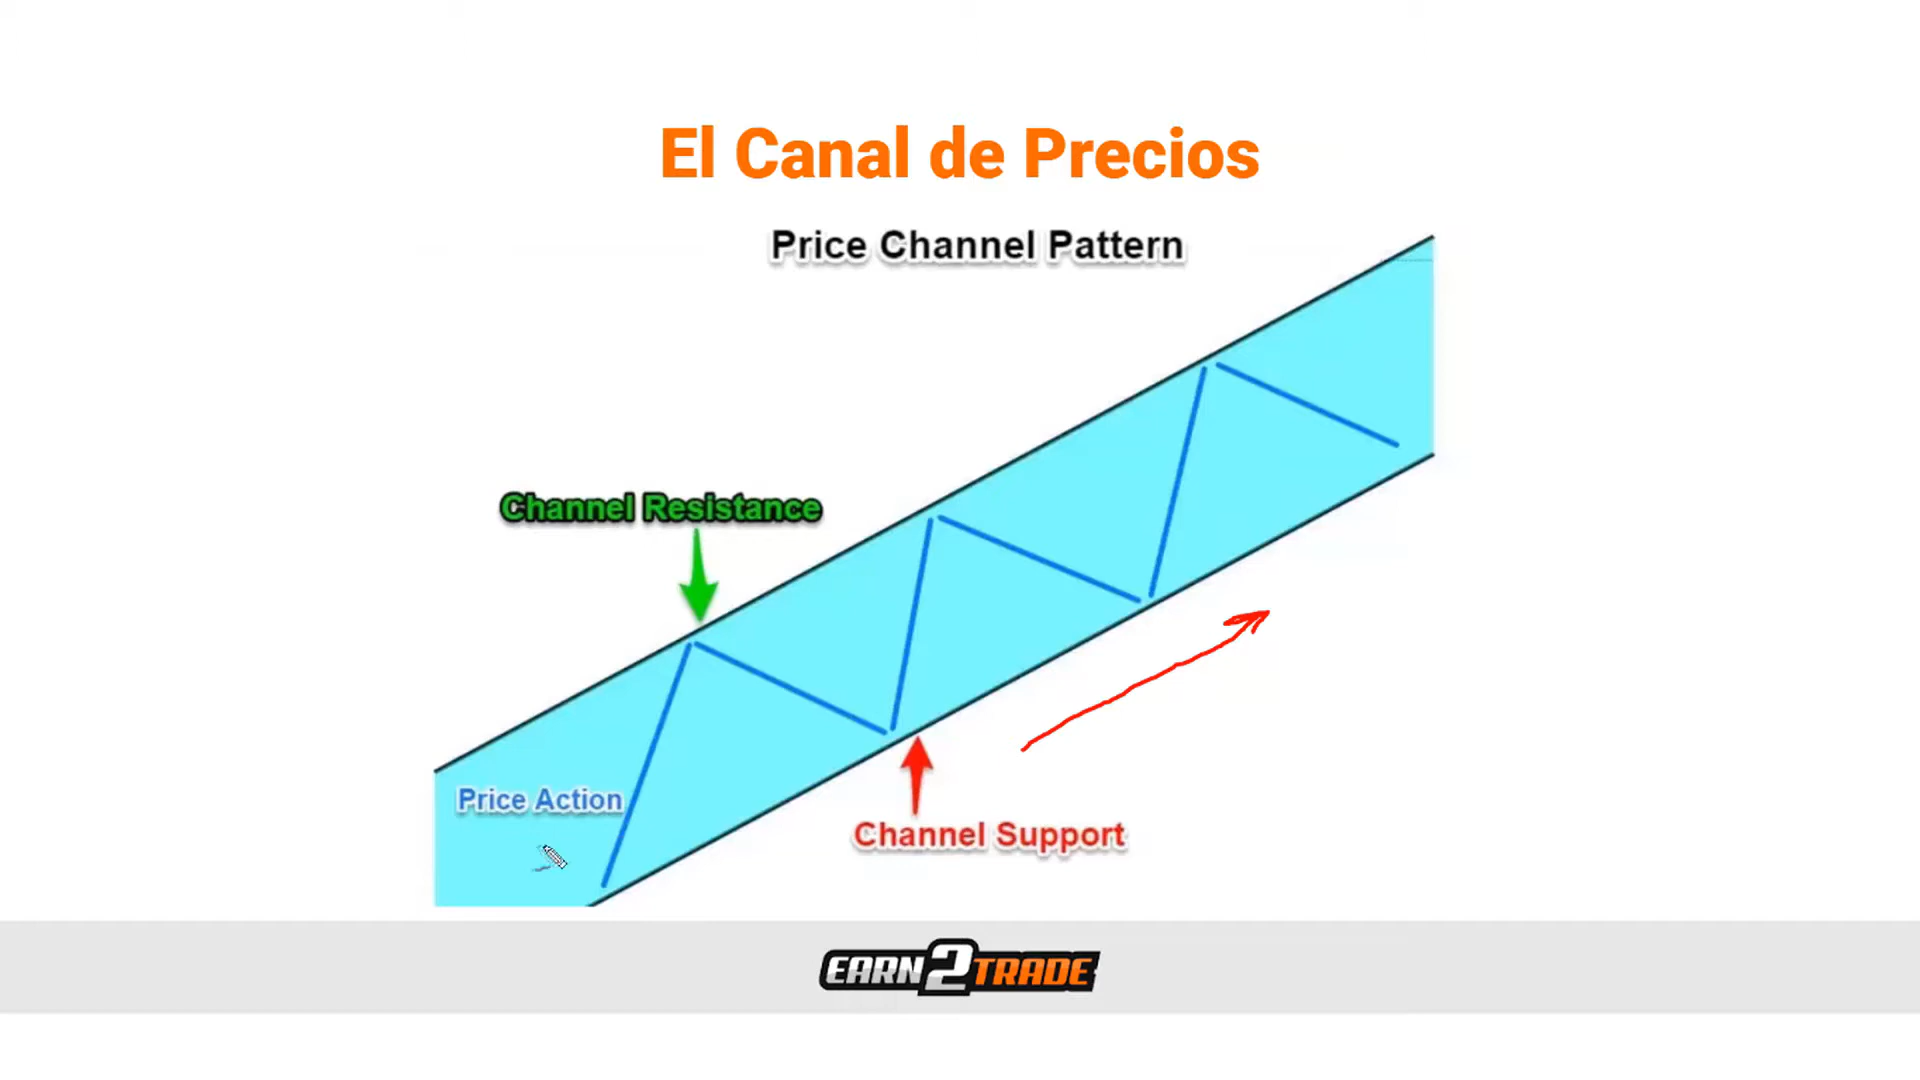 El Canal de Precios
Price Channel Pattern
Channel Resistance
Price Action
Channel Support
EARN2TRADE